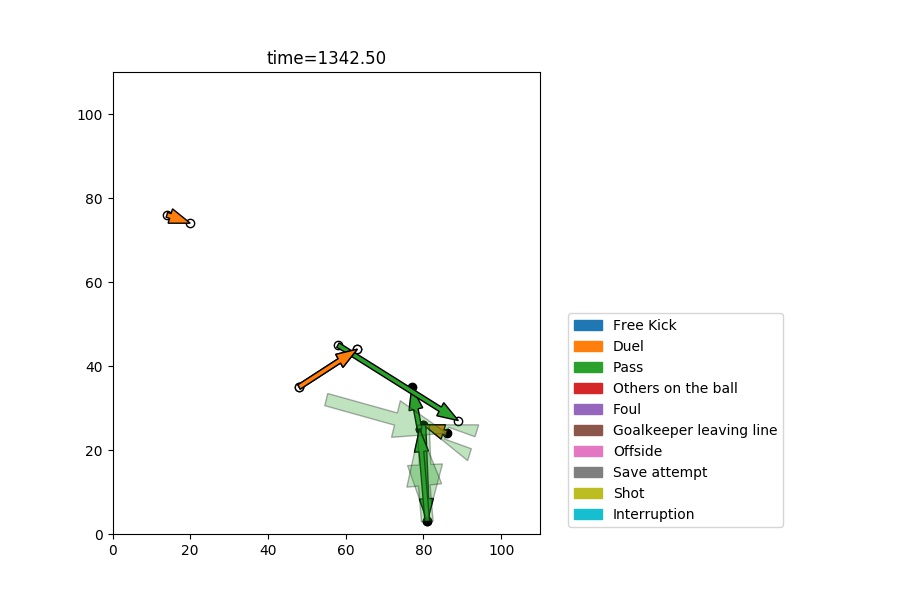 time=1342.50
100
80
60
40
20
0
0 20 40 60 80 100
Free Kick
Duel
Pass
Others on the ball
Foul
Goalkeeper leaving line
Offside
Save attempt
Shot
Interruption